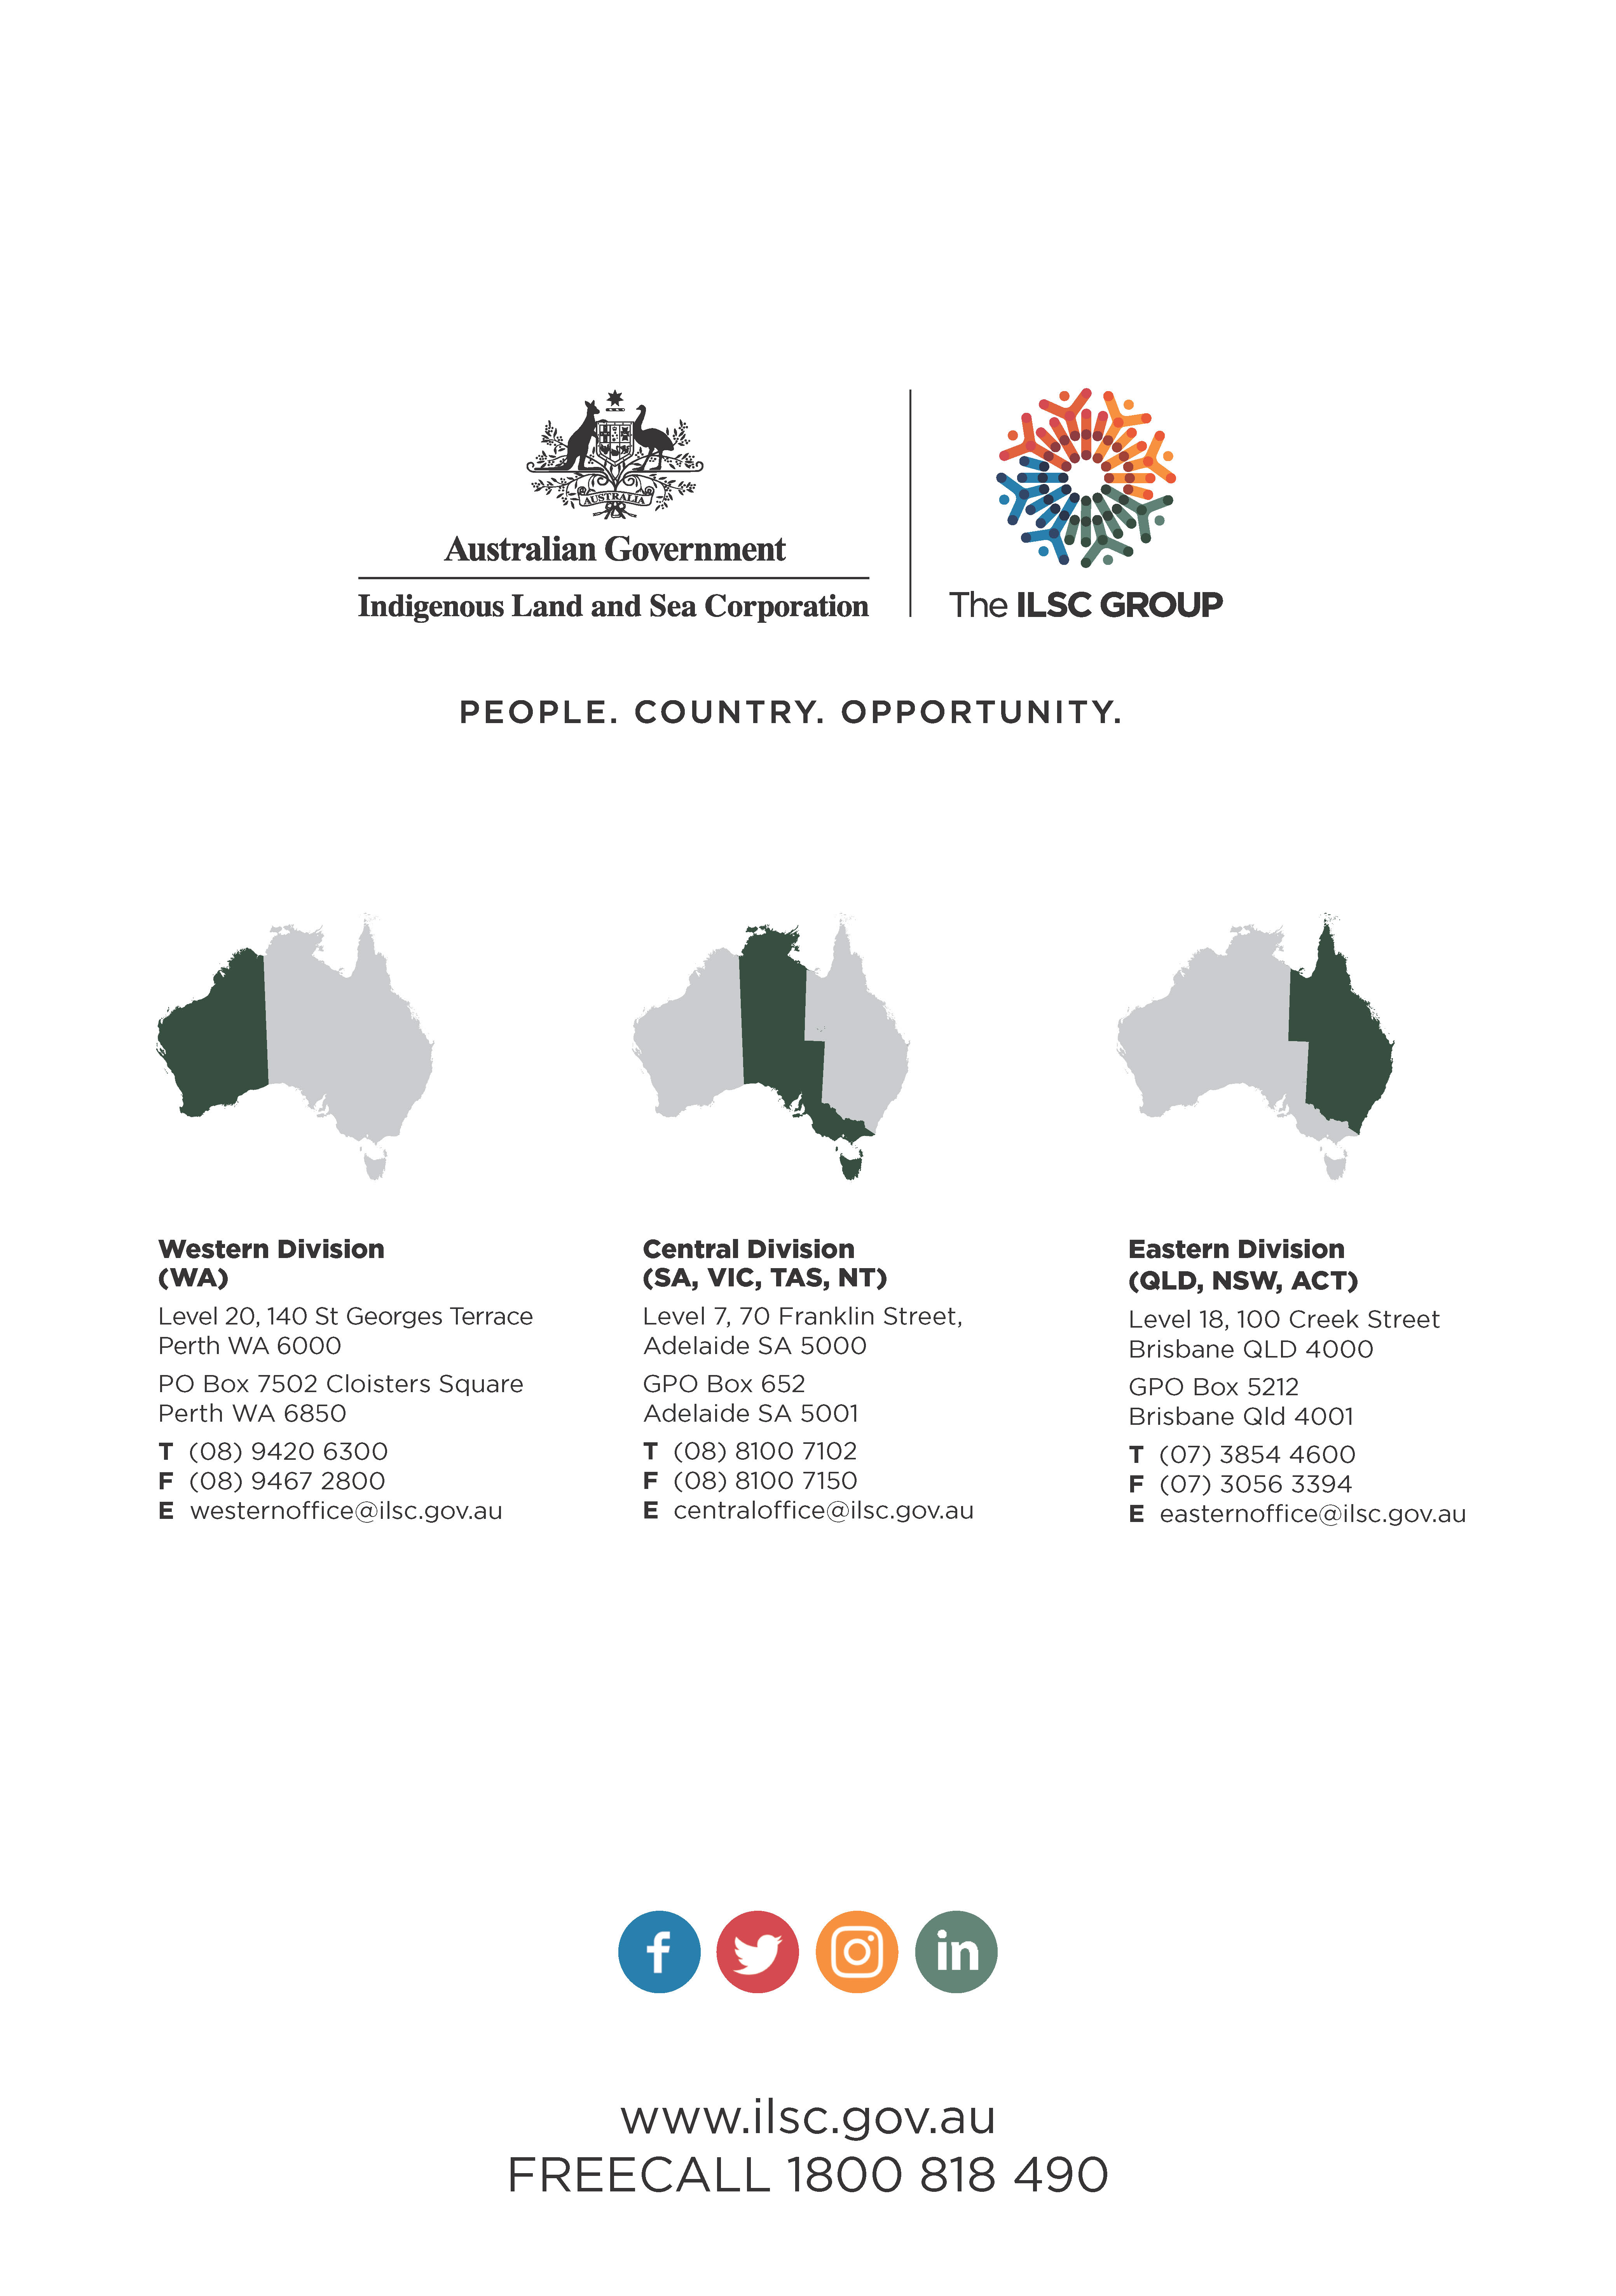 AUSTRALIA
Australian Government
Indigenous Land and Sea Corporation
The ILSC GROUP
PEOPLE. COUNTRY. OPPORTUNITY.
Western Division
(WA)
Level 20, 140 St Georges Terrace
Perth WA 6000
PO Box 7502 Cloisters Square
Perth WA 6850
T (08) 9420 6300
F (08) 9467 2800
E westernoffice@ilsc.gov.au
Central Division
(SA, VIC, TAS, NT)
Level 7, 70 Franklin Street,
Adelaide SA 5000
GPO Box 652
Adelaide SA 5001
T (08) 8100 7102
F (08) 8100 7150
E centraloffice@ilsc.gov.au
Eastern Division
(QLD, NSW, ACT)
Level 18, 100 Creek Street
Brisbane QLD 4000
GPO Box 5212
Brisbane Qld 4001
T (07) 3854 4600
F (07) 3056 3394
E easternoffice@ilsc.gov.au
f
in
www.ilsc.gov.au
FREECALL 1800 818 490